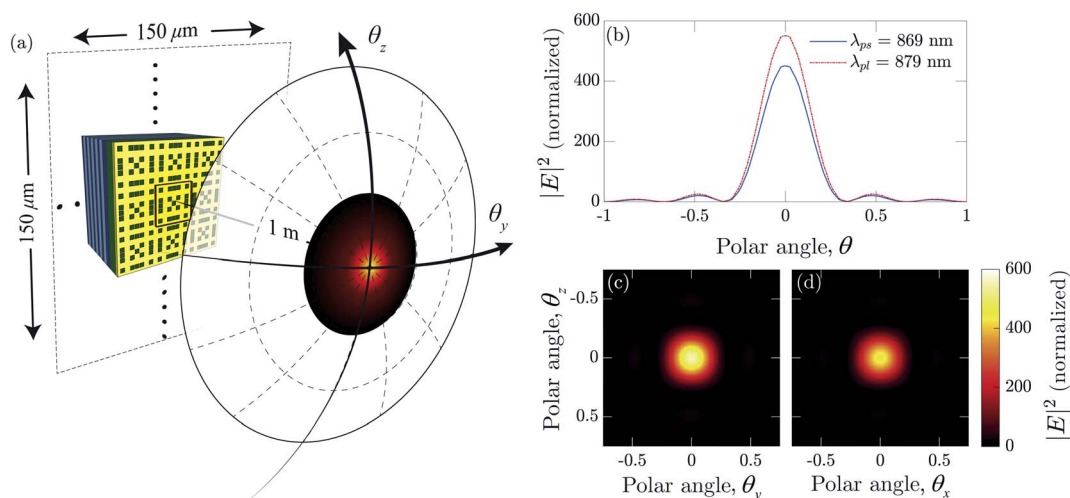 (a)
150 μm
150 μm
1 m
θz
θy
(b)
λps = 869 nm
λpl = 879 nm
|E|² (normalized)
600
400
200
0
-1
-0.5
0
0.5
1
Polar angle, θ
(c)
(d)
Polar angle, θz
-0.5
0
0.5
-0.5
0
0.5
-0.5
0
0.5
Polar angle, θy
Polar angle, θx
600
400
200
0
|E|² (normalized)